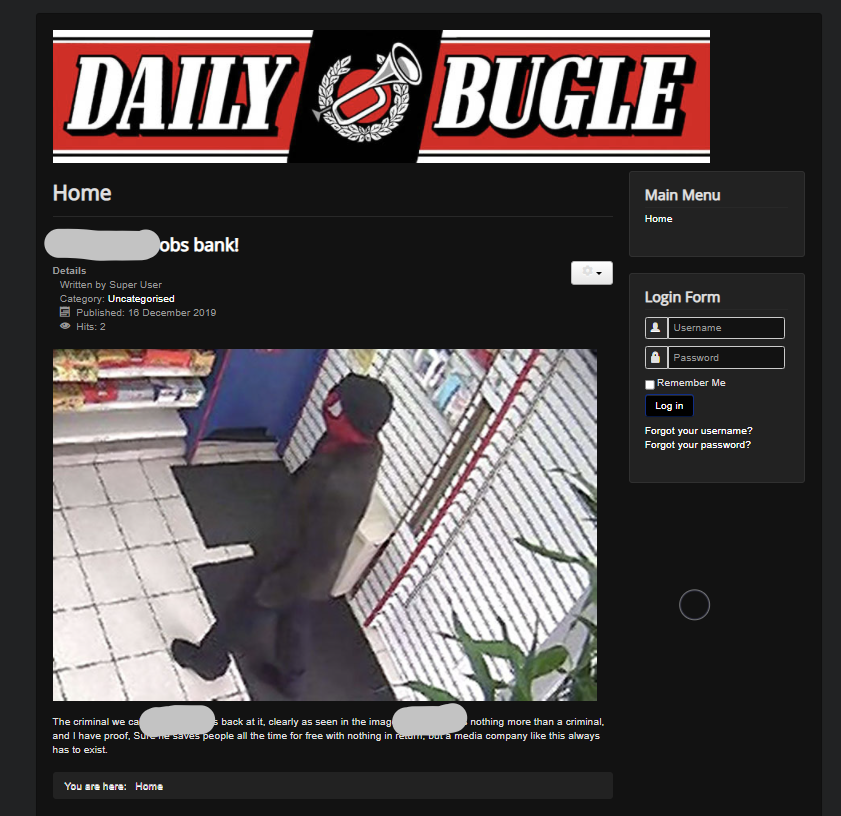 DAILY BUGLE
Home
obs bank!
Details
Written by Super User
Category: Uncategorised
Published: 16 December 2019
Hits: 2
The criminal we ca s back at it, clearly as seen in the imag nothing more than a criminal,
and I have proof, Sure he saves people all the time for free with nothing in return, but a media company like this always
has to exist.
You are here: Home
Main Menu
Home
Login Form
Username
Password
Remember Me
Log in
Forgot your username?
Forgot your password?